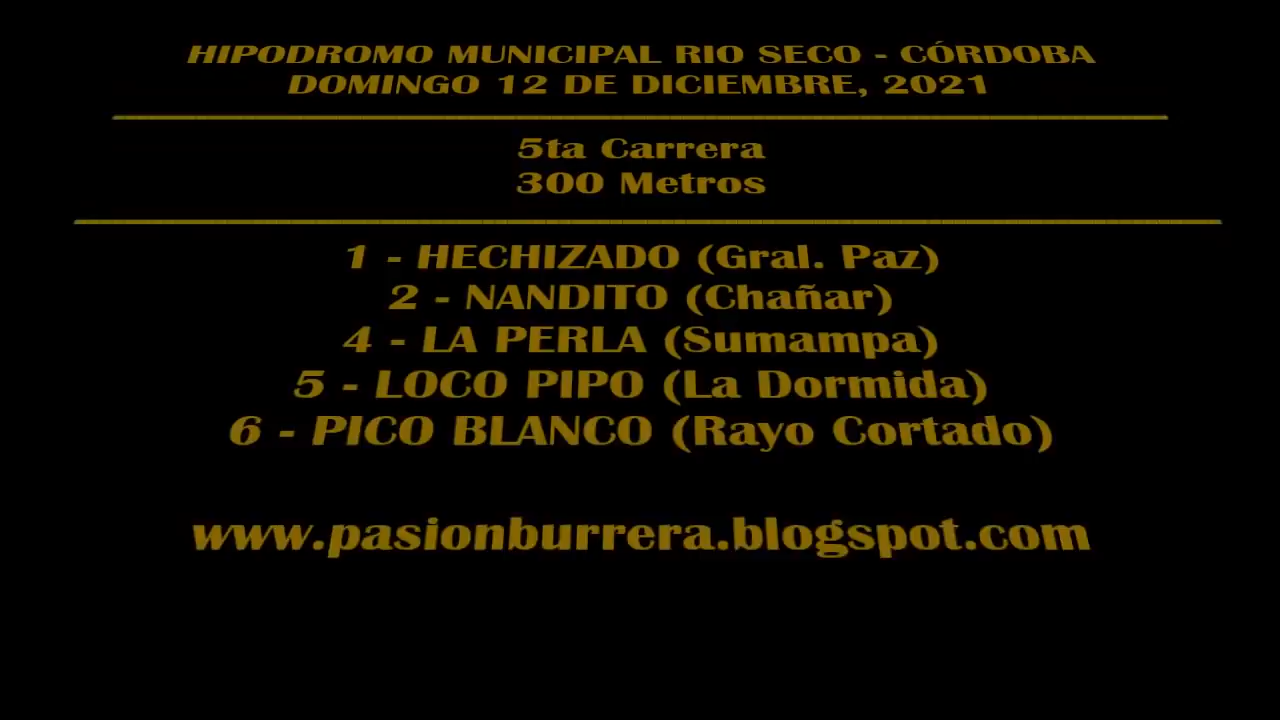 HIPODROMO MUNICIPAL RIO SECO - CÓRDOBA
DOMINGO 12 DE DICIEMBRE, 2021
5ta Carrera
300 Metros
1 - HECHIZADO (Gral. Paz)
2 - NANDITO (Chañar)
4 - LA PERLA (Sumampa)
5 - LOCO PIPO (La Dormida)
6 - PICO BLANCO (Rayo Cortado)
www.pasionburrera.blogspot.com